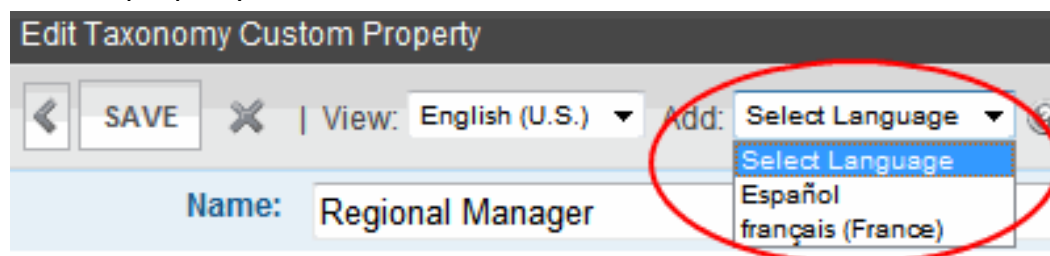 Edit Taxonomy Custom Property
SAVE | View: English (U.S.) Add: Select Language
Select Language
Español
français (France)
Name: Regional Manager